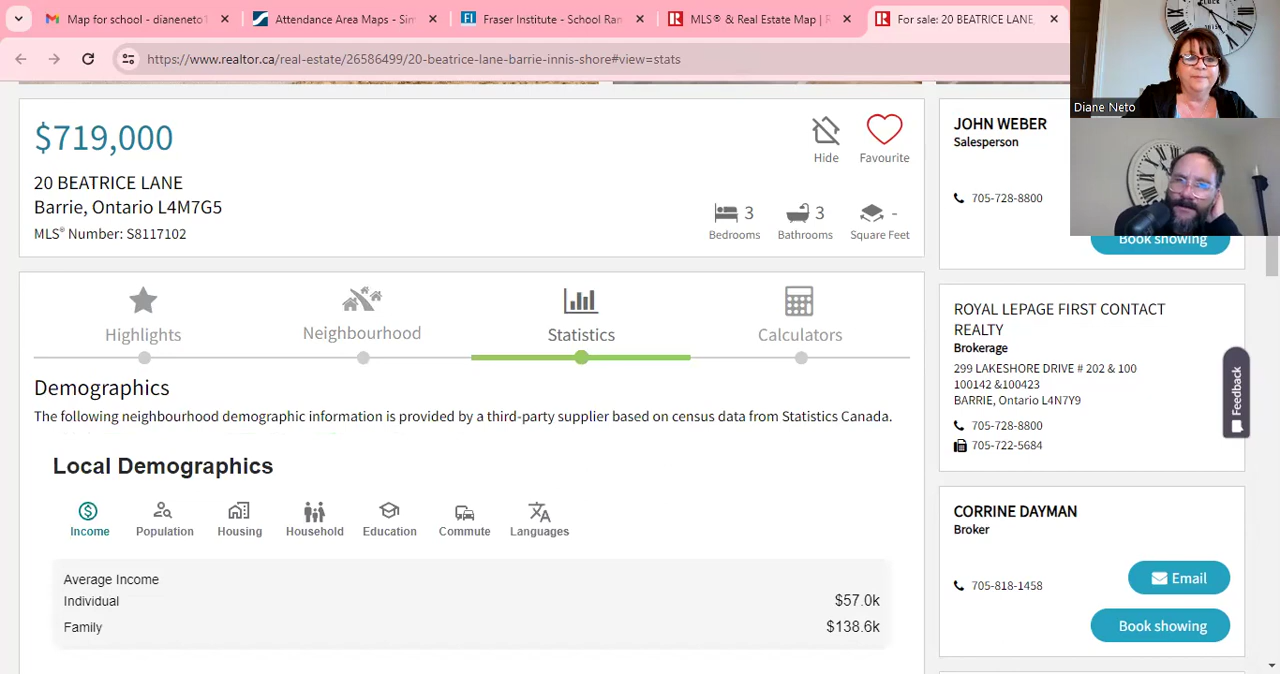 Map for school - dianeneto1
Attendance Area Maps - Sim
Fraser Institute - School Ran
MLS® & Real Estate Map | R
For sale: 20 BEATRICE LANE,
https://www.realtor.ca/real-estate/26586499/20-beatrice-lane-barrie-innis-shore#view=stats
Diane Neto
$719,000
Hide
Favourite
20 BEATRICE LANE
Barrie, Ontario L4M7G5
MLS® Number: S8117102
3
Bedrooms
3
Bathrooms
-
Square Feet
Highlights
Neighbourhood
Statistics
Calculators
Demographics
The following neighbourhood demographic information is provided by a third-party supplier based on census data from Statistics Canada.
Local Demographics
Income
Population
Housing
Household
Education
Commute
Languages
Average Income
Individual $57.0k
Family $138.6k
JOHN WEBER
Salesperson
705-728-8800
Book showing
ROYAL LEPAGE FIRST CONTACT
REALTY
Brokerage
299 LAKESHORE DRIVE # 202 & 100
100142 &100423
BARRIE, Ontario L4N7Y9
705-728-8800
705-722-5684
Feedback
CORRINE DAYMAN
Broker
705-818-1458
Email
Book showing